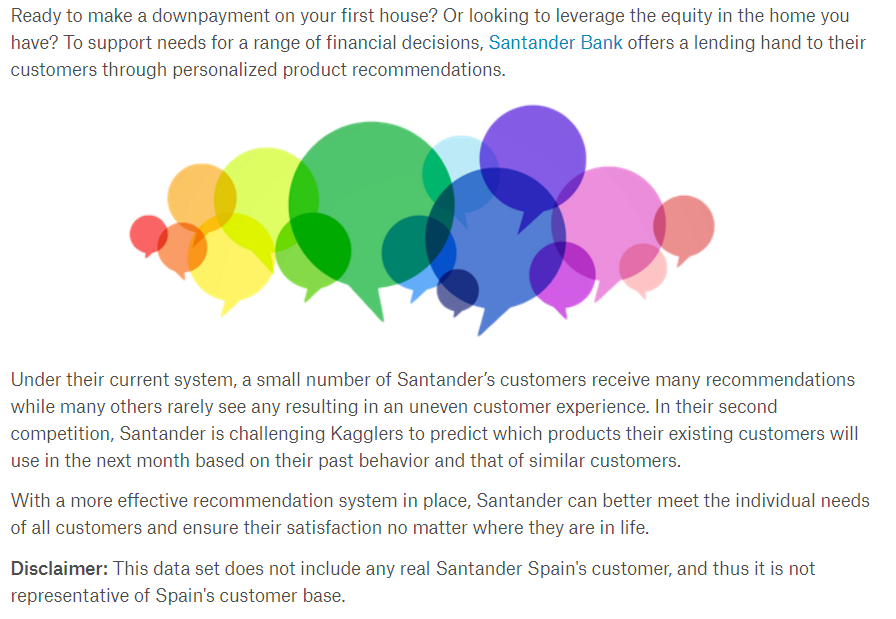 Ready to make a downpayment on your first house? Or looking to leverage the equity in the home you
have? To support needs for a range of financial decisions, Santander Bank offers a lending hand to their
customers through personalized product recommendations.
Under their current system, a small number of Santander’s customers receive many recommendations
while many others rarely see any resulting in an uneven customer experience. In their second
competition, Santander is challenging Kagglers to predict which products their existing customers will
use in the next month based on their past behavior and that of similar customers.
With a more effective recommendation system in place, Santander can better meet the individual needs
of all customers and ensure their satisfaction no matter where they are in life.
Disclaimer: This data set does not include any real Santander Spain's customer, and thus it is not
representative of Spain's customer base.